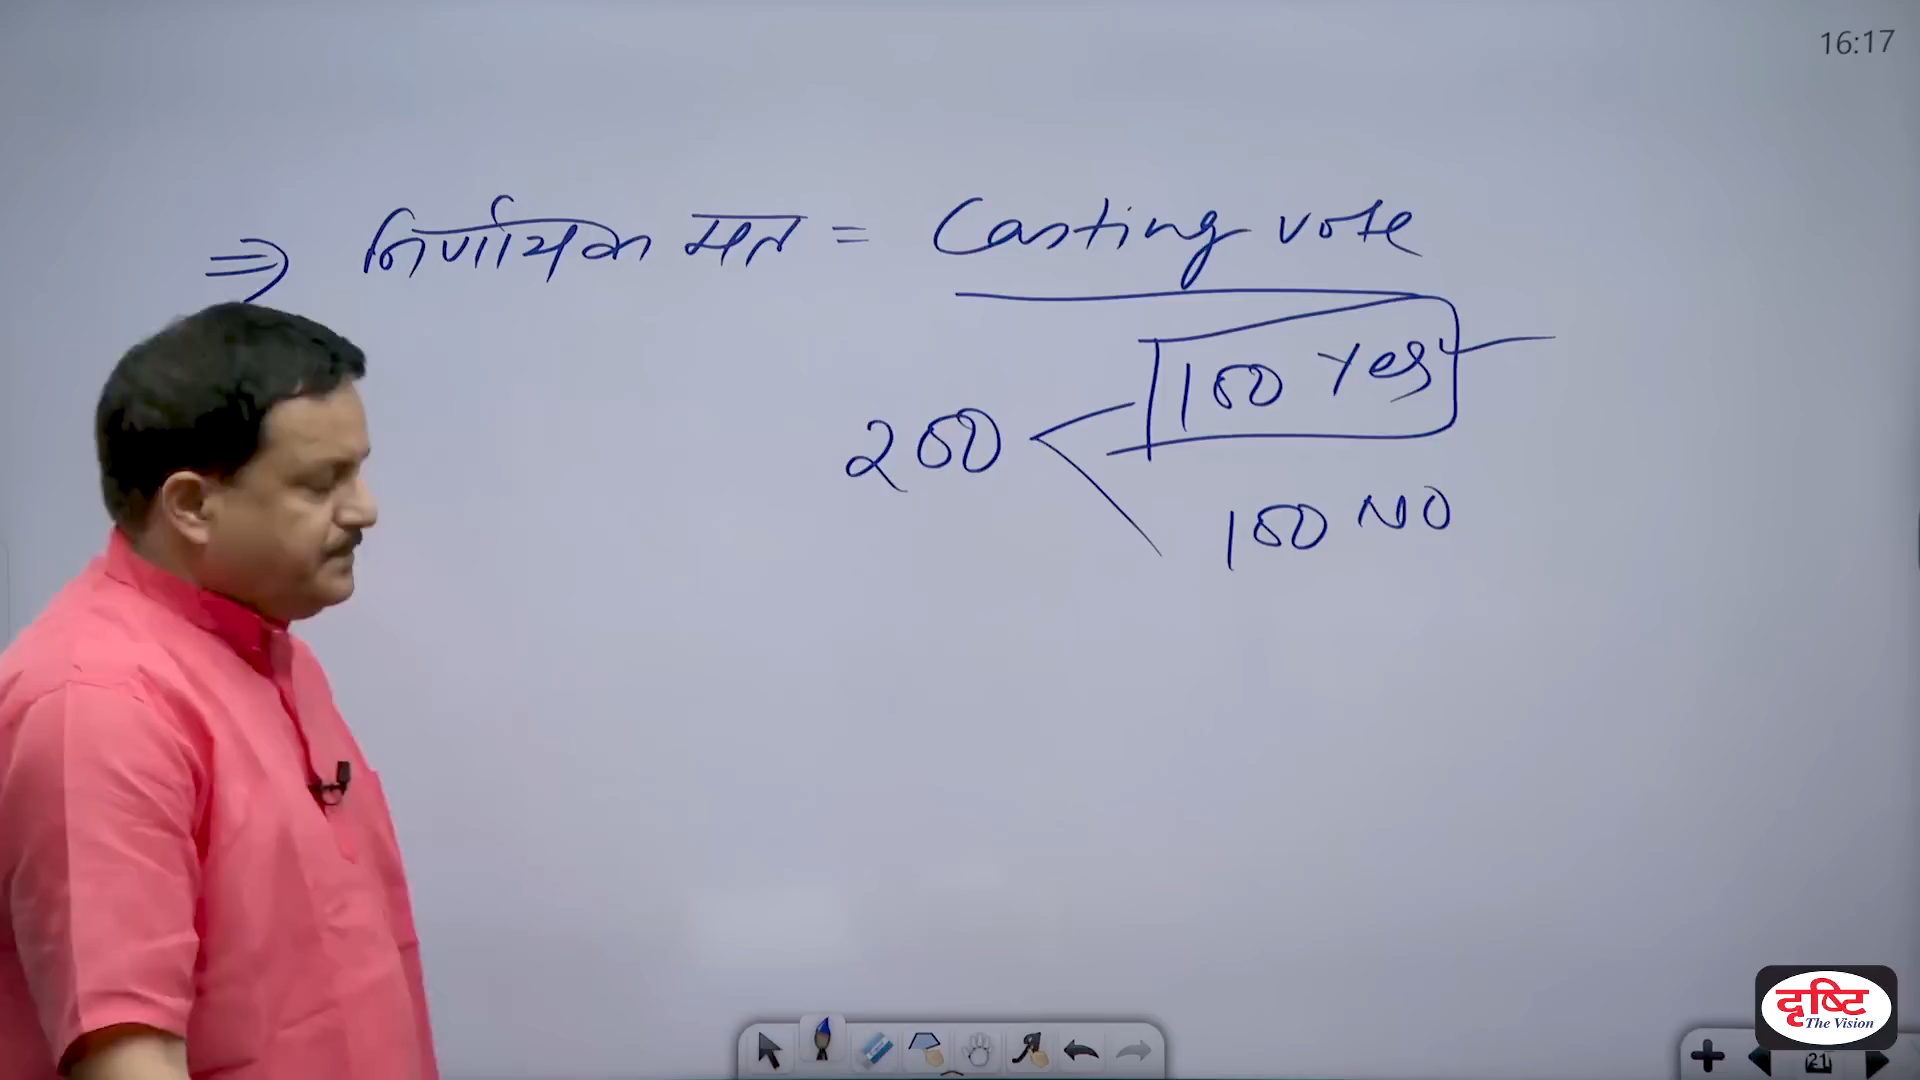 16:17
⇒ निर्णायक मत = Casting vote
100 Yes
200
100 NO
दृष्टि
The Vision
21